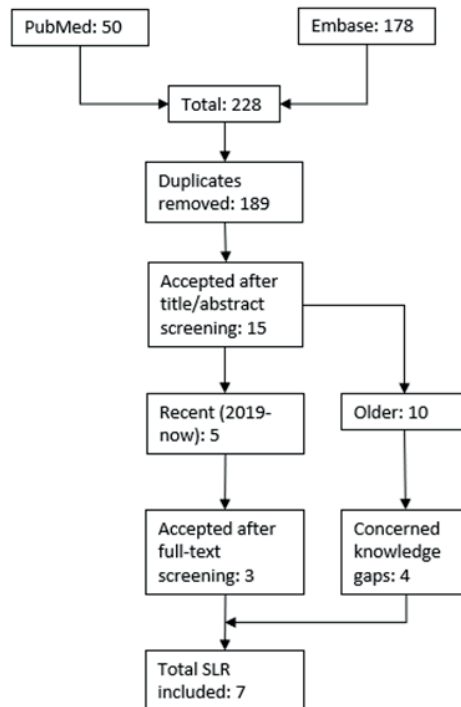 PubMed: 50
Embase: 178
Total: 228
Duplicates
removed: 189
Accepted after
title/abstract
screening: 15
Recent (2019-
now): 5
Older: 10
Accepted after
full-text
screening: 3
Concerned
knowledge
gaps: 4
Total SLR
included: 7